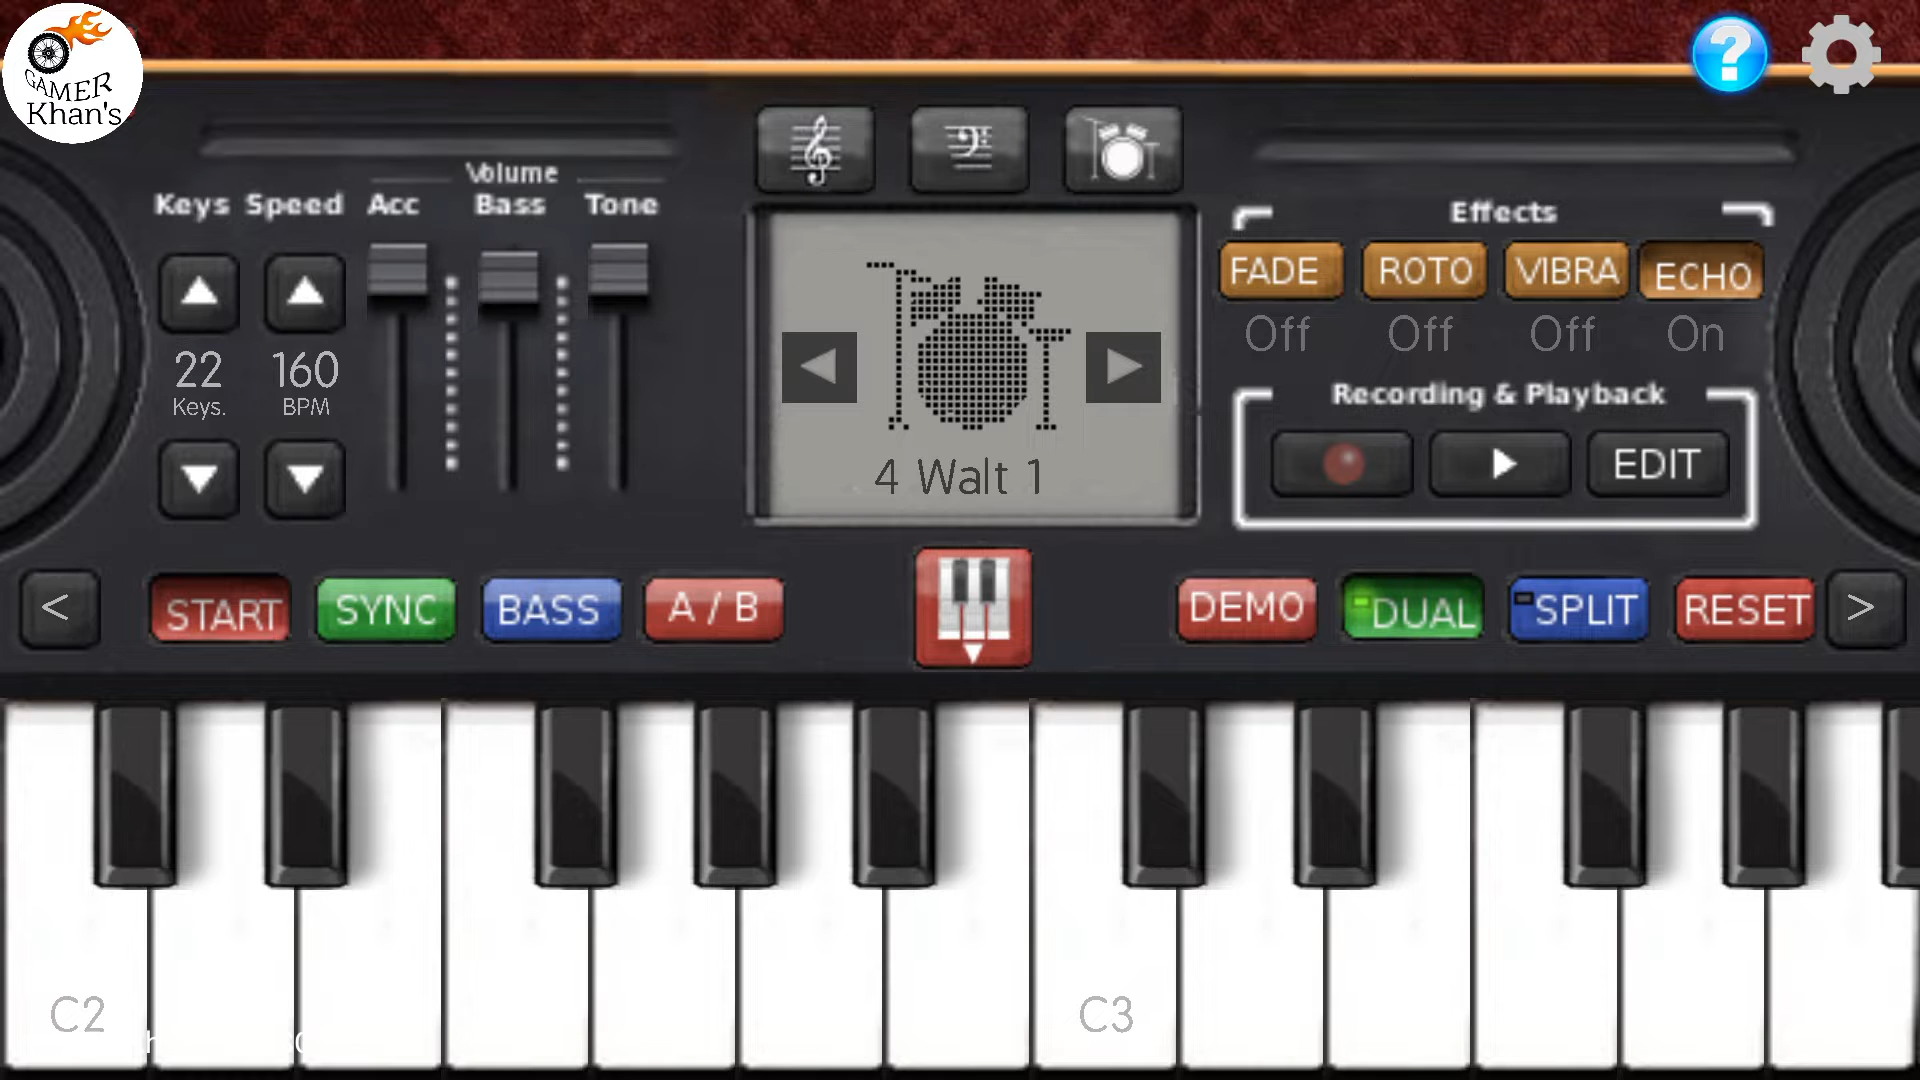 GAMER
Khan's
Volume
Keys Speed Acc Bass Tone
22
Keys.
160
BPM
4 Walt 1
Effects
FADE ROTO VIBRA ECHO
Off Off Off On
Recording & Playback
EDIT
< START SYNC BASS A / B DEMO DUAL SPLIT RESET >
C2 C3